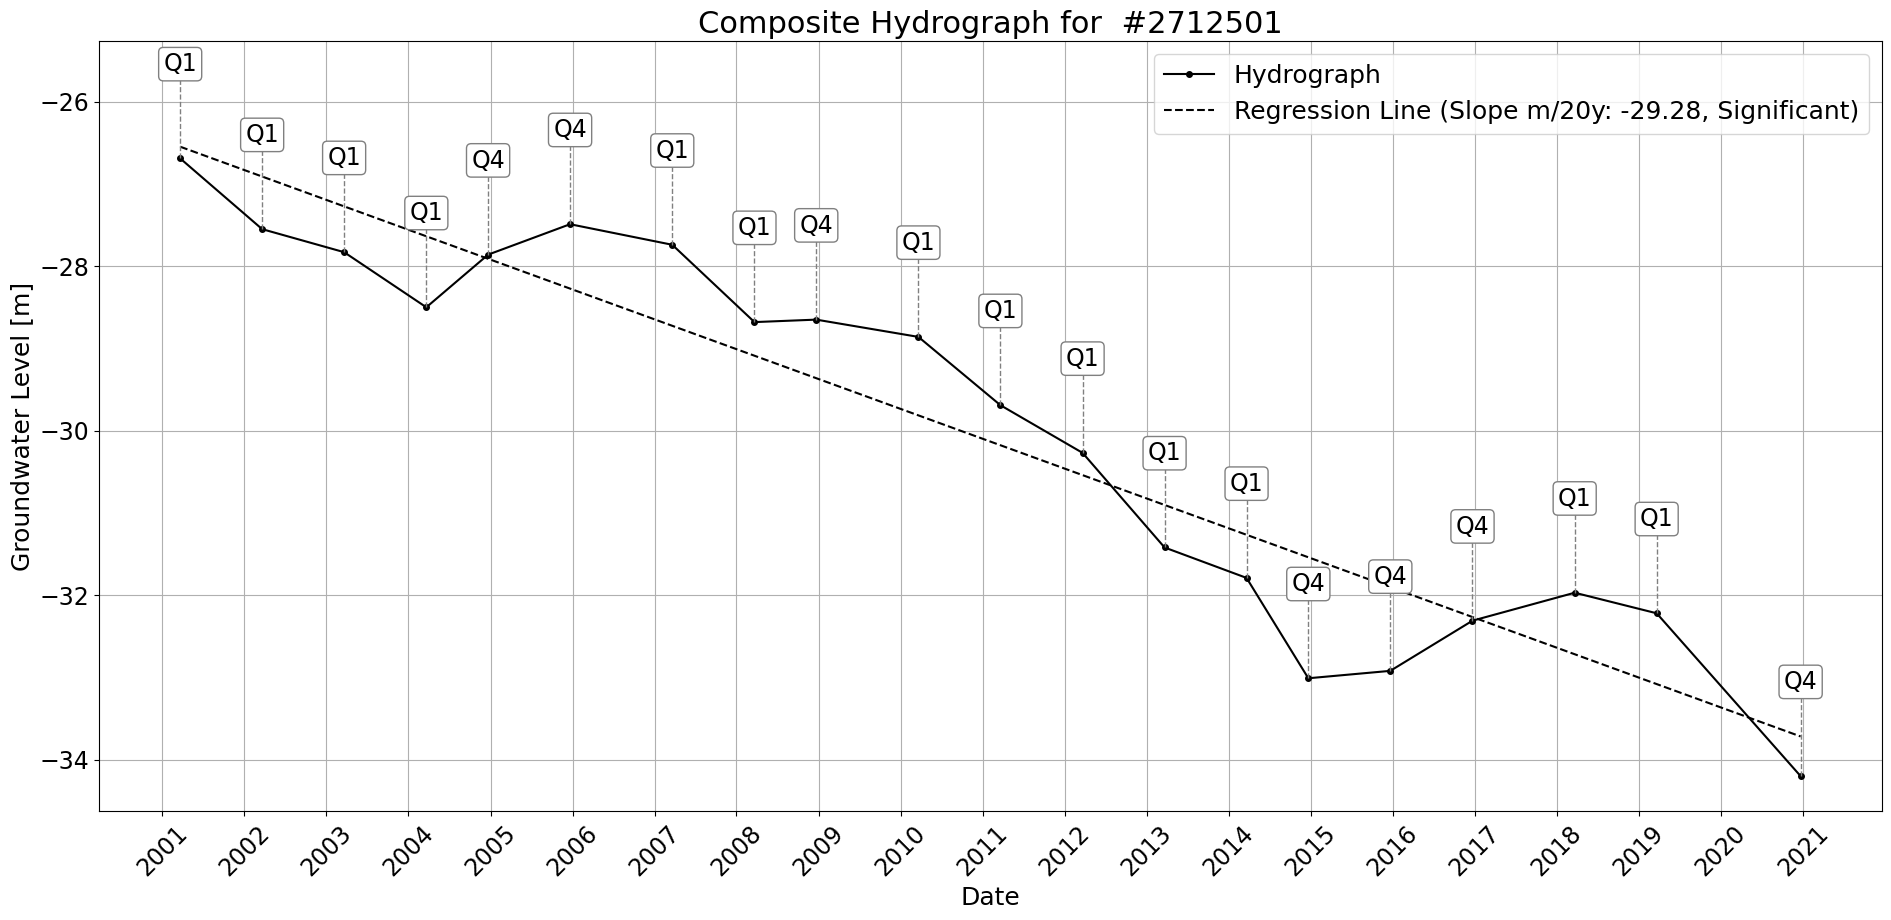 Composite Hydrograph for  #2712501
Hydrograph
Regression Line (Slope m/20y: -29.28, Significant)
Groundwater Level [m]
−26
−28
−30
−32
−34
Q1
Q1
Q1
Q1
Q4
Q4
Q1
Q1
Q4
Q1
Q1
Q1
Q1
Q1
Q4
Q4
Q4
Q1
Q1
Q4
2001
2002
2003
2004
2005
2006
2007
2008
2009
2010
2011
2012
2013
2014
2015
2016
2017
2018
2019
2020
2021
Date